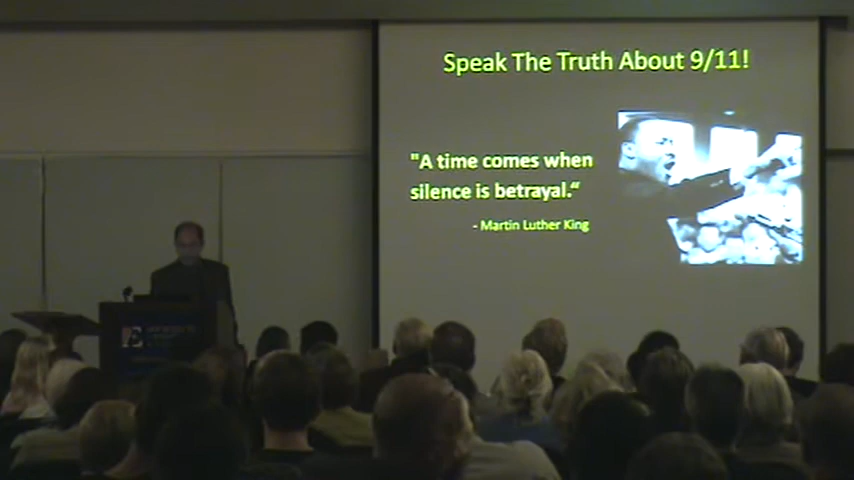 Speak The Truth About 9/11!
"A time comes when
silence is betrayal.“
- Martin Luther King